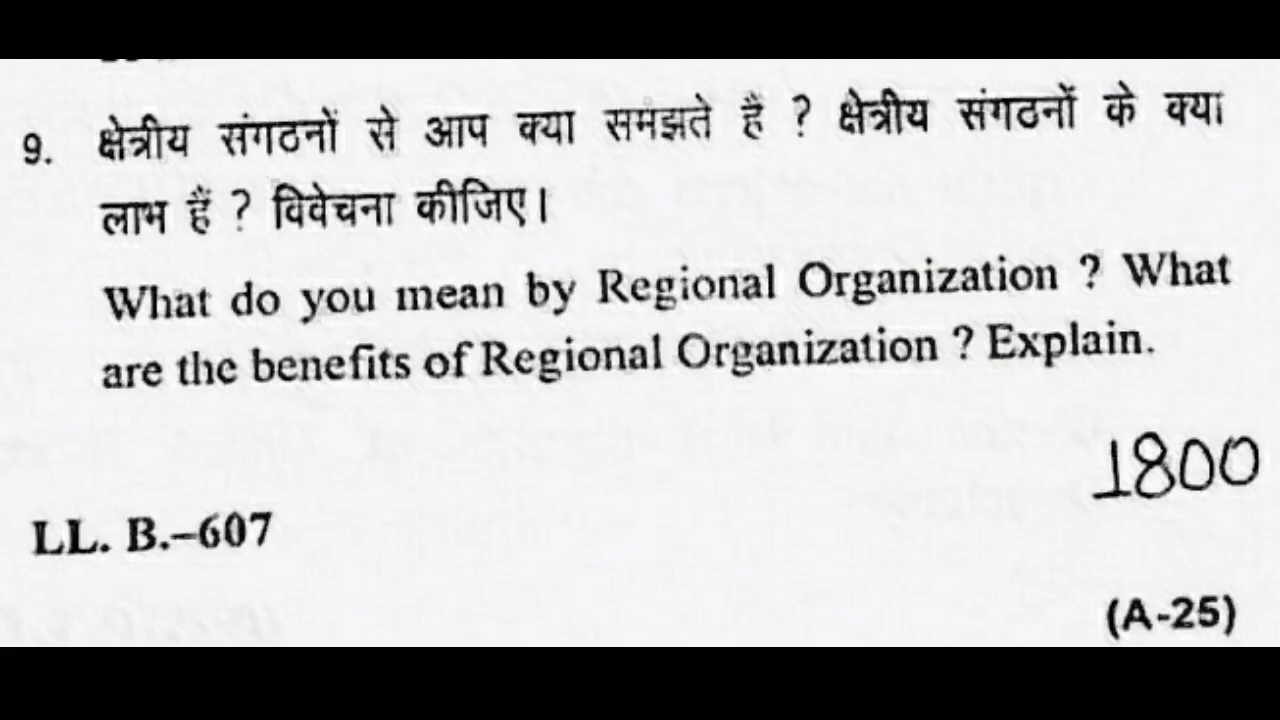 9. क्षेत्रीय संगठनों से आप क्या समझते हैं ? क्षेत्रीय संगठनों के क्या
लाभ हैं ? विवेचना कीजिए।
What do you mean by Regional Organization ? What
are the benefits of Regional Organization ? Explain.
1800
LL. B.–607
(A-25)